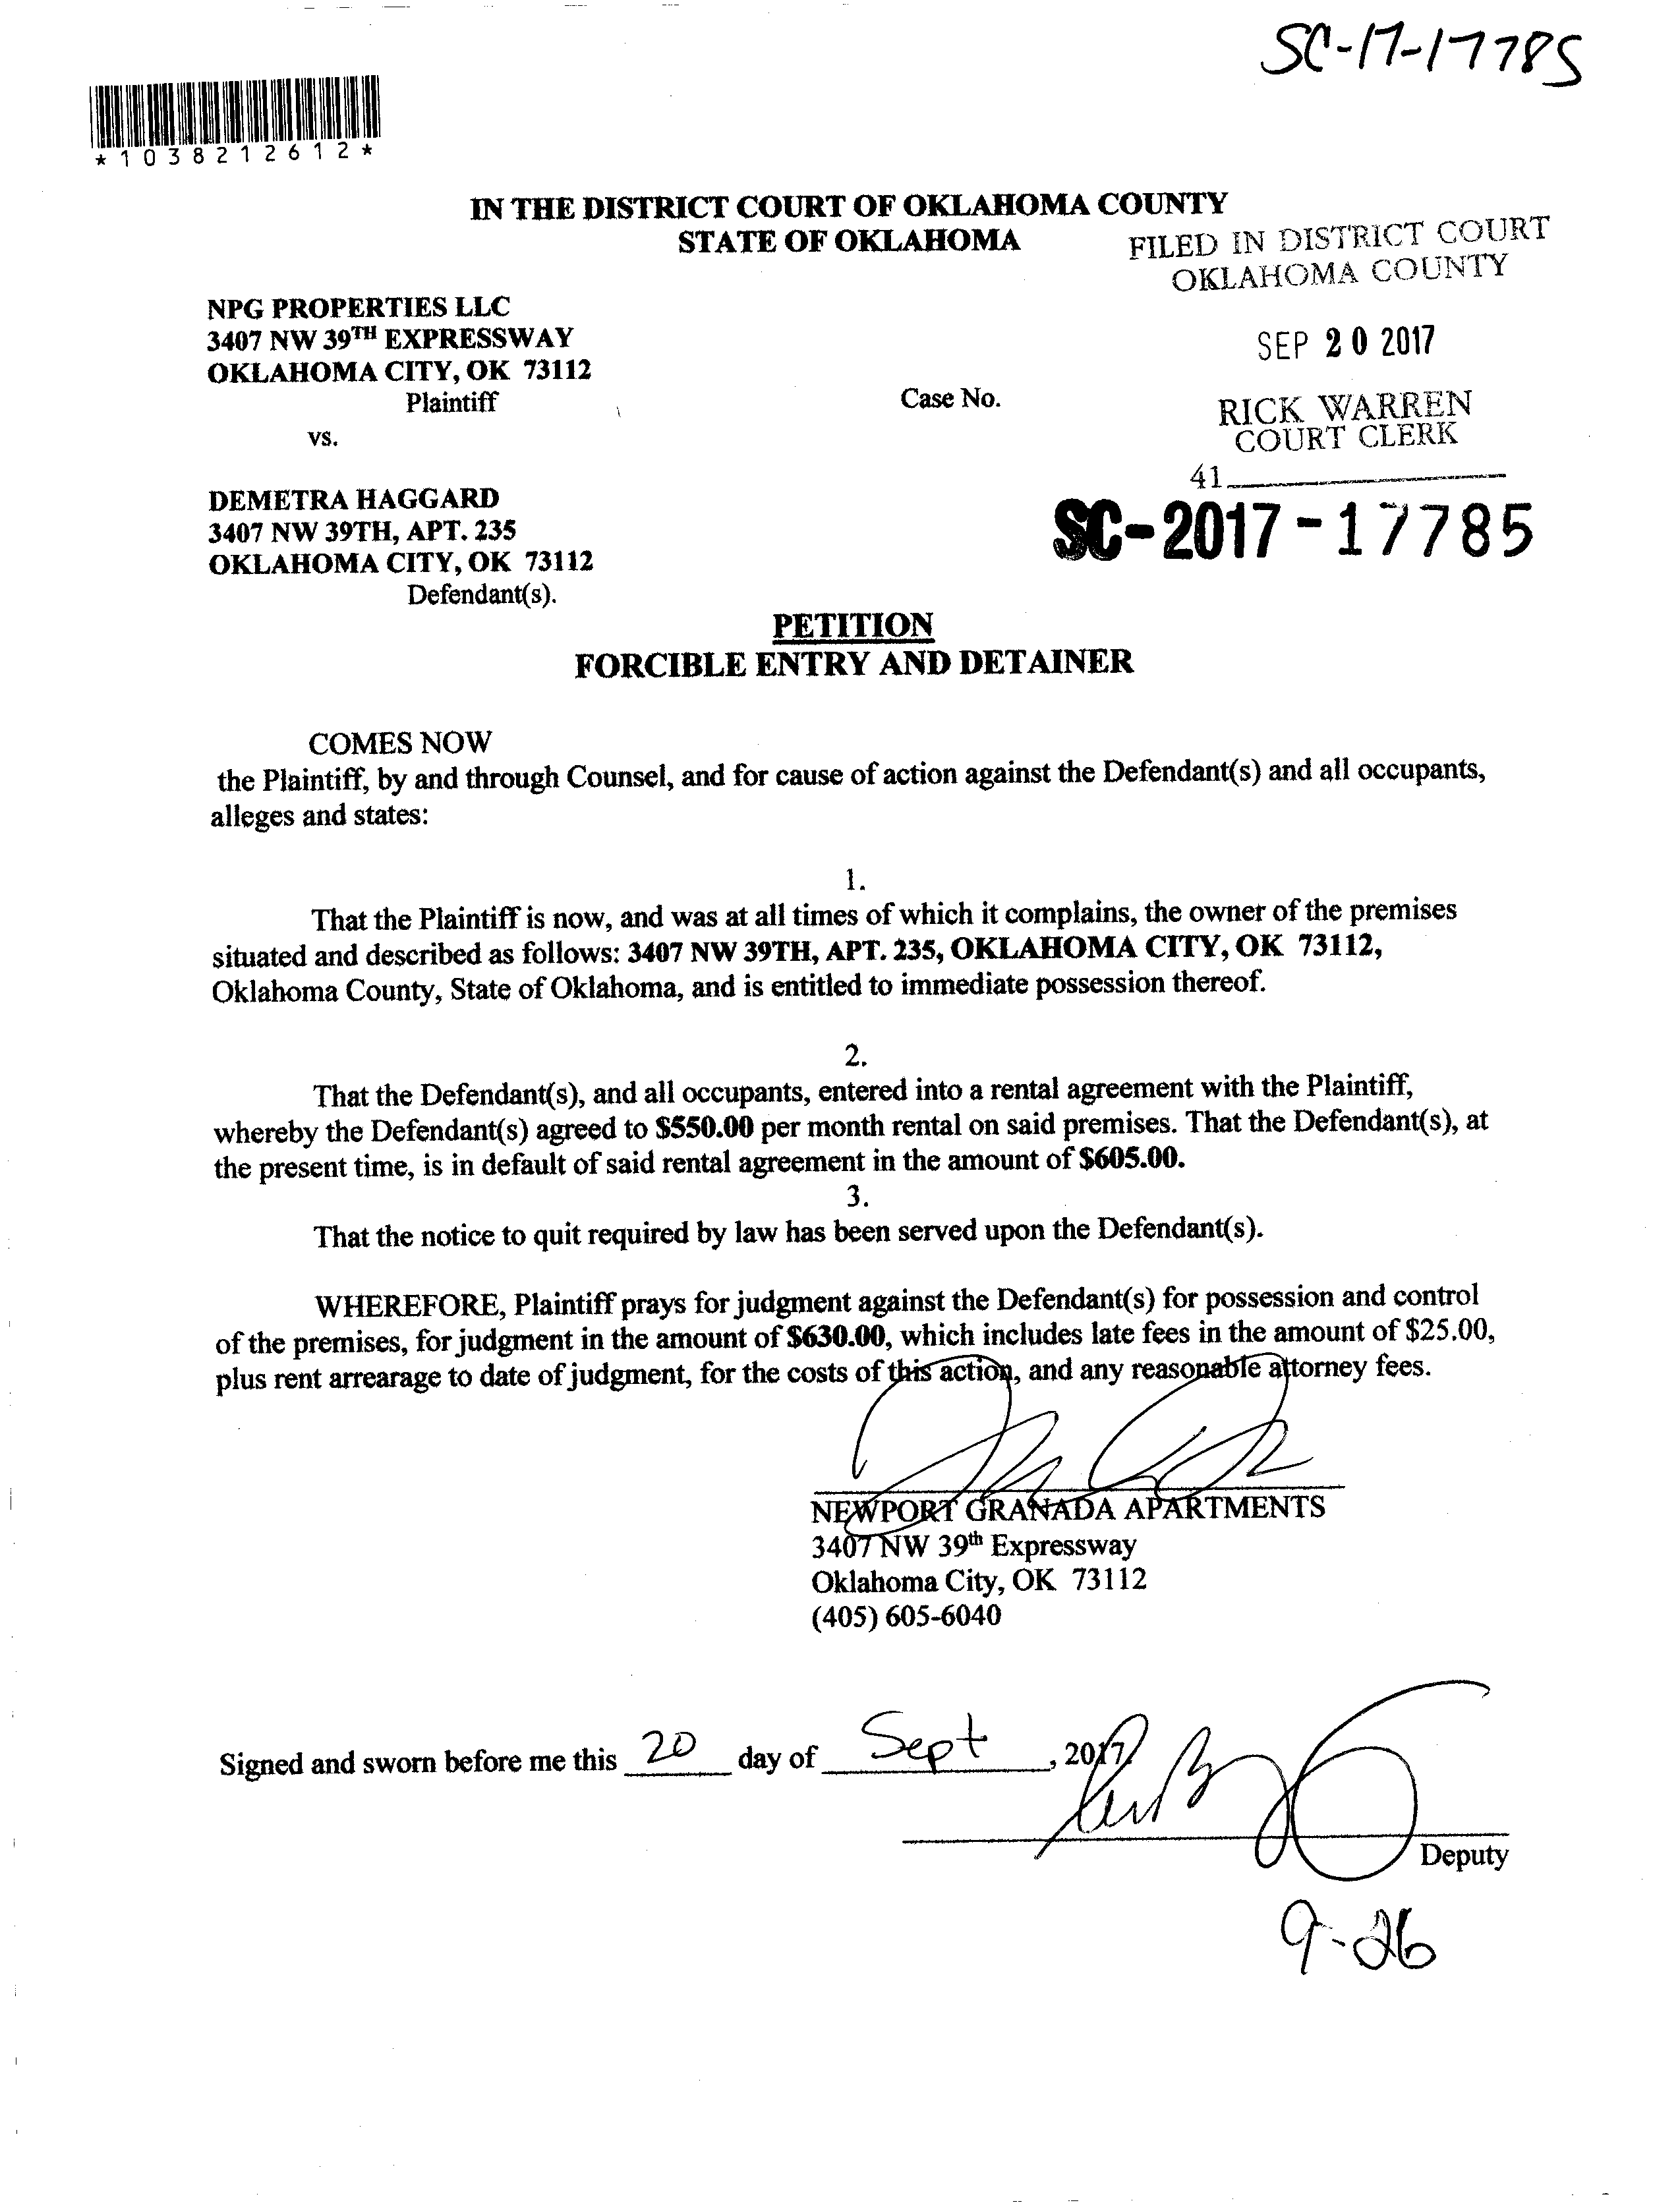 SC-17-17785
*1038212612*
IN THE DISTRICT COURT OF OKLAHOMA COUNTY
STATE OF OKLAHOMA
FILED IN DISTRICT COURT
OKLAHOMA COUNTY
NPG PROPERTIES LLC
3407 NW 39TH EXPRESSWAY
SEP 20 2017
OKLAHOMA CITY, OK 73112
Plaintiff
Case No.
RICK WARREN
COURT CLERK
vs.
41
DEMETRA HAGGARD
SC-2017-17785
3407 NW 39TH, APT. 235
OKLAHOMA CITY, OK 73112
Defendant(s).
PETITION
FORCIBLE ENTRY AND DETAINER
COMES NOW
the Plaintiff, by and through Counsel, and for cause of action against the Defendant(s) and all occupants,
alleges and states:
1.
That the Plaintiff is now, and was at all times of which it complains, the owner of the premises
situated and described as follows: 3407 NW 39TH, APT. 235, OKLAHOMA CITY, OK 73112,
Oklahoma County, State of Oklahoma, and is entitled to immediate possession thereof.
2.
That the Defendant(s), and all occupants, entered into a rental agreement with the Plaintiff,
whereby the Defendant(s) agreed to $550.00 per month rental on said premises. That the Defendant(s), at
the present time, is in default of said rental agreement in the amount of $605.00.
3.
That the notice to quit required by law has been served upon the Defendant(s).
WHEREFORE, Plaintiff prays for judgment against the Defendant(s) for possession and control
of the premises, for judgment in the amount of $630.00, which includes late fees in the amount of $25.00,
plus rent arrearage to date of judgment, for the costs of this action, and any reasonable attorney fees.
NEWPORT GRANADA APARTMENTS
3407 NW 39th Expressway
Oklahoma City, OK 73112
(405) 605-6040
Signed and sworn before me this 20 day of Sept, 2017.
Deputy
9-26